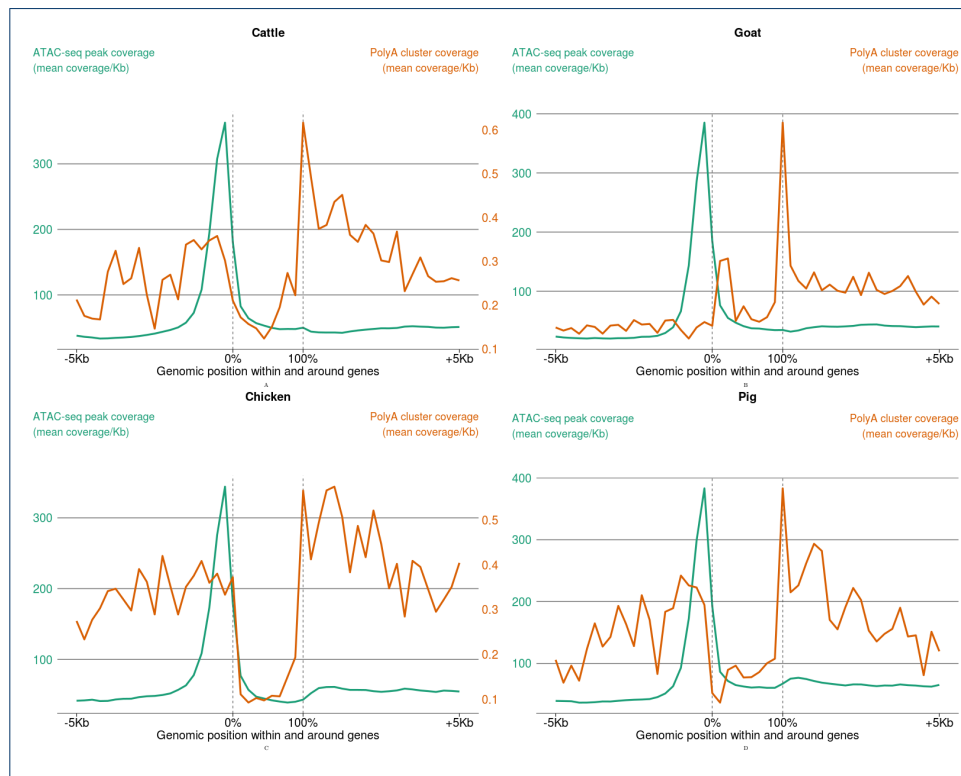 Cattle
ATAC-seq peak coverage
(mean coverage/Kb)
PolyA cluster coverage
(mean coverage/Kb)
300
200
100
0.6
0.5
0.4
0.3
0.2
0.1
-5Kb
0%
100%
+5Kb
Genomic position within and around genes
A
Goat
ATAC-seq peak coverage
(mean coverage/Kb)
PolyA cluster coverage
(mean coverage/Kb)
400
300
200
100
-5Kb
0%
100%
+5Kb
Genomic position within and around genes
B
Chicken
ATAC-seq peak coverage
(mean coverage/Kb)
PolyA cluster coverage
(mean coverage/Kb)
300
200
100
0.5
0.4
0.3
0.2
0.1
-5Kb
0%
100%
+5Kb
Genomic position within and around genes
C
Pig
ATAC-seq peak coverage
(mean coverage/Kb)
PolyA cluster coverage
(mean coverage/Kb)
400
300
200
100
-5Kb
0%
100%
+5Kb
Genomic position within and around genes
D